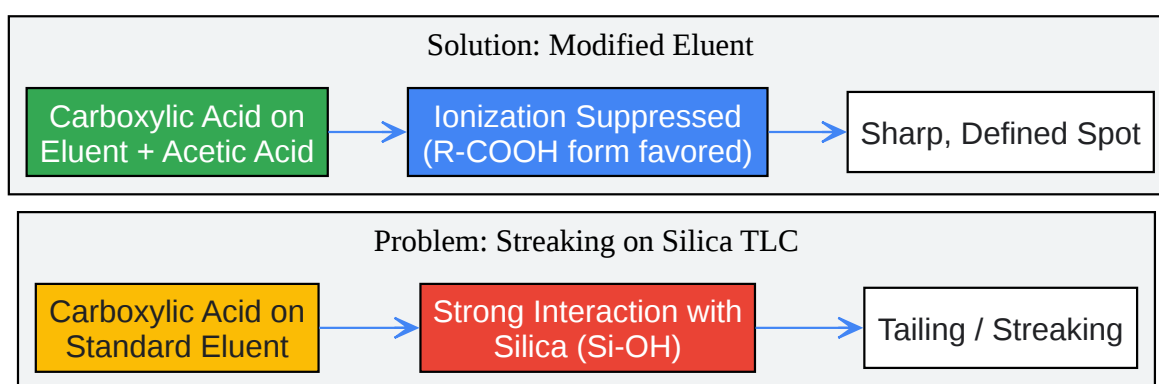 Solution: Modified Eluent
Carboxylic Acid on
Eluent + Acetic Acid
Ionization Suppressed
(R-COOH form favored)
Sharp, Defined Spot
Problem: Streaking on Silica TLC
Carboxylic Acid on
Standard Eluent
Strong Interaction with
Silica (Si-OH)
Tailing / Streaking